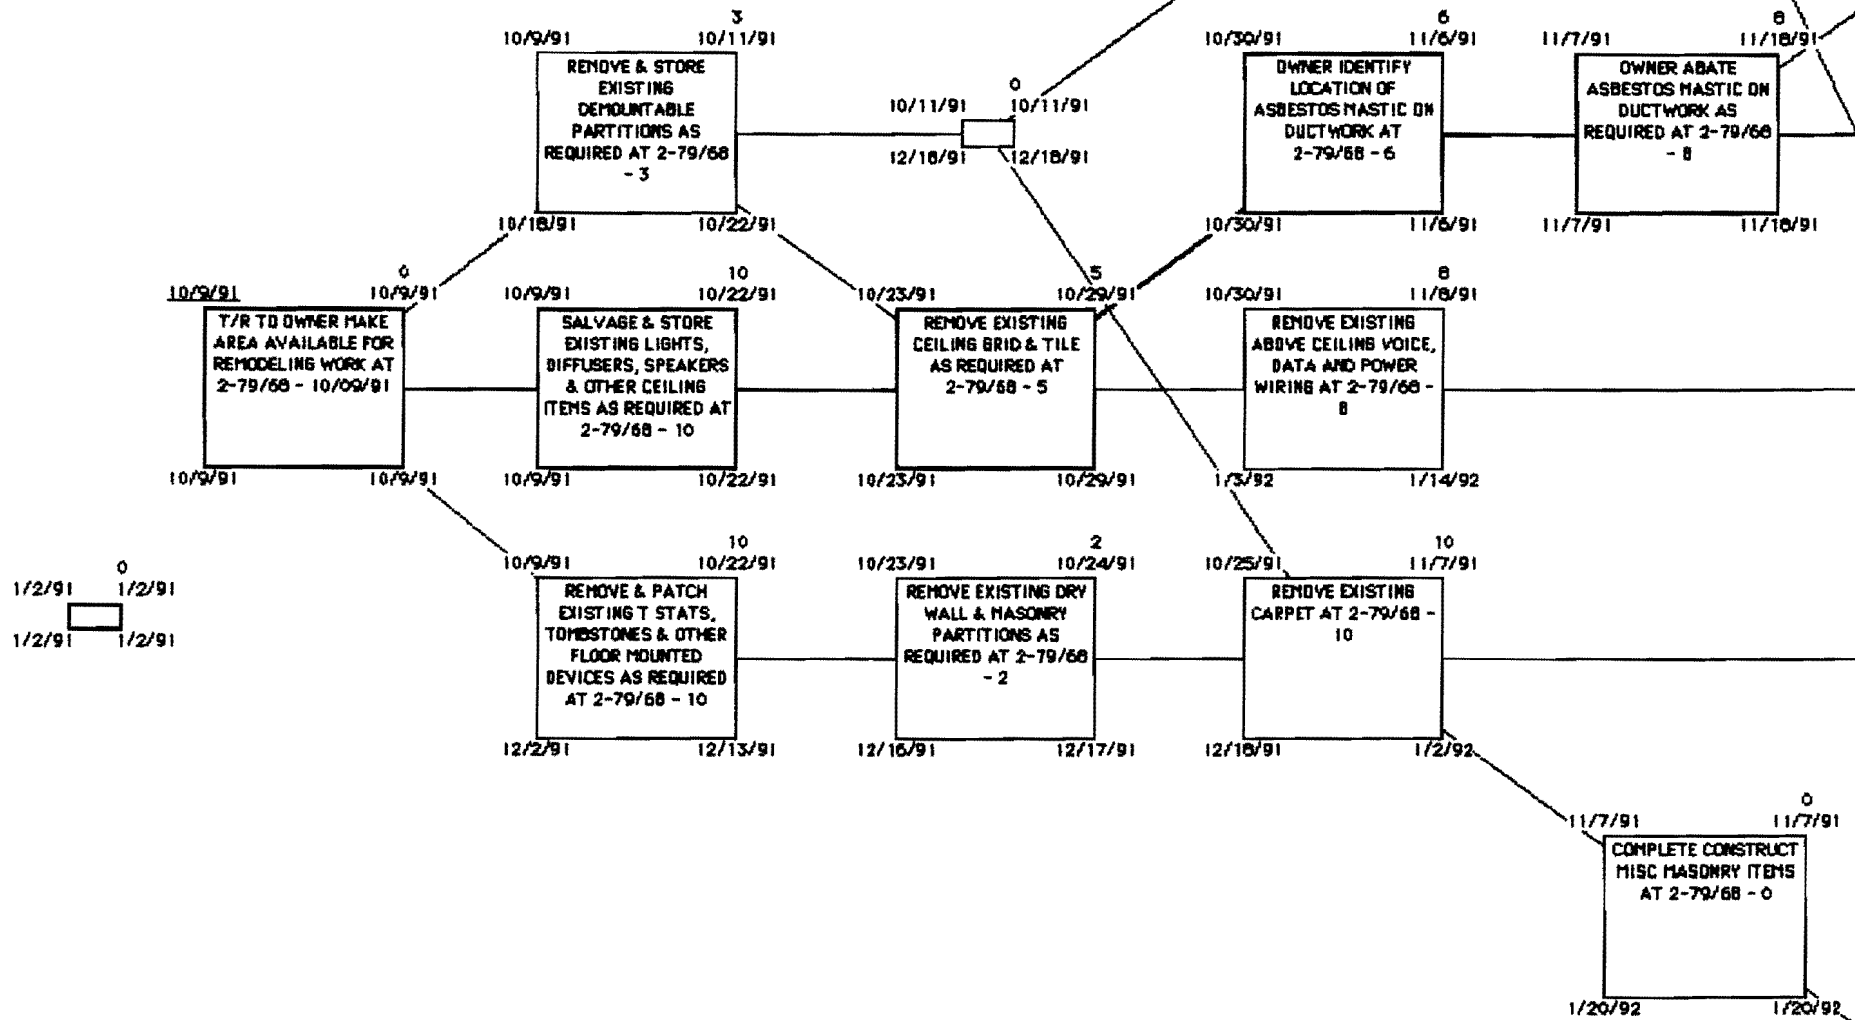 3
10/9/91 10/11/91
REMOVE & STORE
EXISTING
DEMOUNTABLE
PARTITIONS AS
REQUIRED AT 2-79/68
- 3
10/18/91 10/22/91
0
10/11/91 10/11/91
12/18/91 12/18/91
6
10/30/91 11/6/91
OWNER IDENTIFY
LOCATION OF
ASBESTOS MASTIC ON
DUCTWORK AT
2-79/68 - 6
10/30/91 11/6/91
8
11/7/91 11/18/91
OWNER ABATE
ASBESTOS MASTIC ON
DUCTWORK AS
REQUIRED AT 2-79/68
- 8
11/7/91 11/18/91
0
10/9/91 10/9/91
T/R TO OWNER MAKE
AREA AVAILABLE FOR
REMODELING WORK AT
2-79/68 - 10/09/91
10/9/91 10/9/91
10
10/9/91 10/22/91
SALVAGE & STORE
EXISTING LIGHTS,
DIFFUSERS, SPEAKERS
& OTHER CEILING
ITEMS AS REQUIRED AT
2-79/68 - 10
10/9/91 10/22/91
5
10/23/91 10/29/91
REMOVE EXISTING
CEILING GRID & TILE
AS REQUIRED AT
2-79/68 - 5
10/23/91 10/29/91
8
10/30/91 11/8/91
REMOVE EXISTING
ABOVE CEILING VOICE,
DATA AND POWER
WIRING AT 2-79/68 -
8
1/3/92 1/14/92
0
1/2/91 1/2/91
1/2/91 1/2/91
10
10/9/91 10/22/91
REMOVE & PATCH
EXISTING T STATS,
TOMBSTONES & OTHER
FLOOR MOUNTED
DEVICES AS REQUIRED
AT 2-79/68 - 10
12/2/91 12/13/91
2
10/23/91 10/24/91
REMOVE EXISTING DRY
WALL & MASONRY
PARTITIONS AS
REQUIRED AT 2-79/68
- 2
12/16/91 12/17/91
10
10/25/91 11/7/91
REMOVE EXISTING
CARPET AT 2-79/68 -
10
12/18/91 1/2/92
0
11/7/91 11/7/91
COMPLETE CONSTRUCT
MISC MASONRY ITEMS
AT 2-79/68 - 0
1/20/92 1/20/92